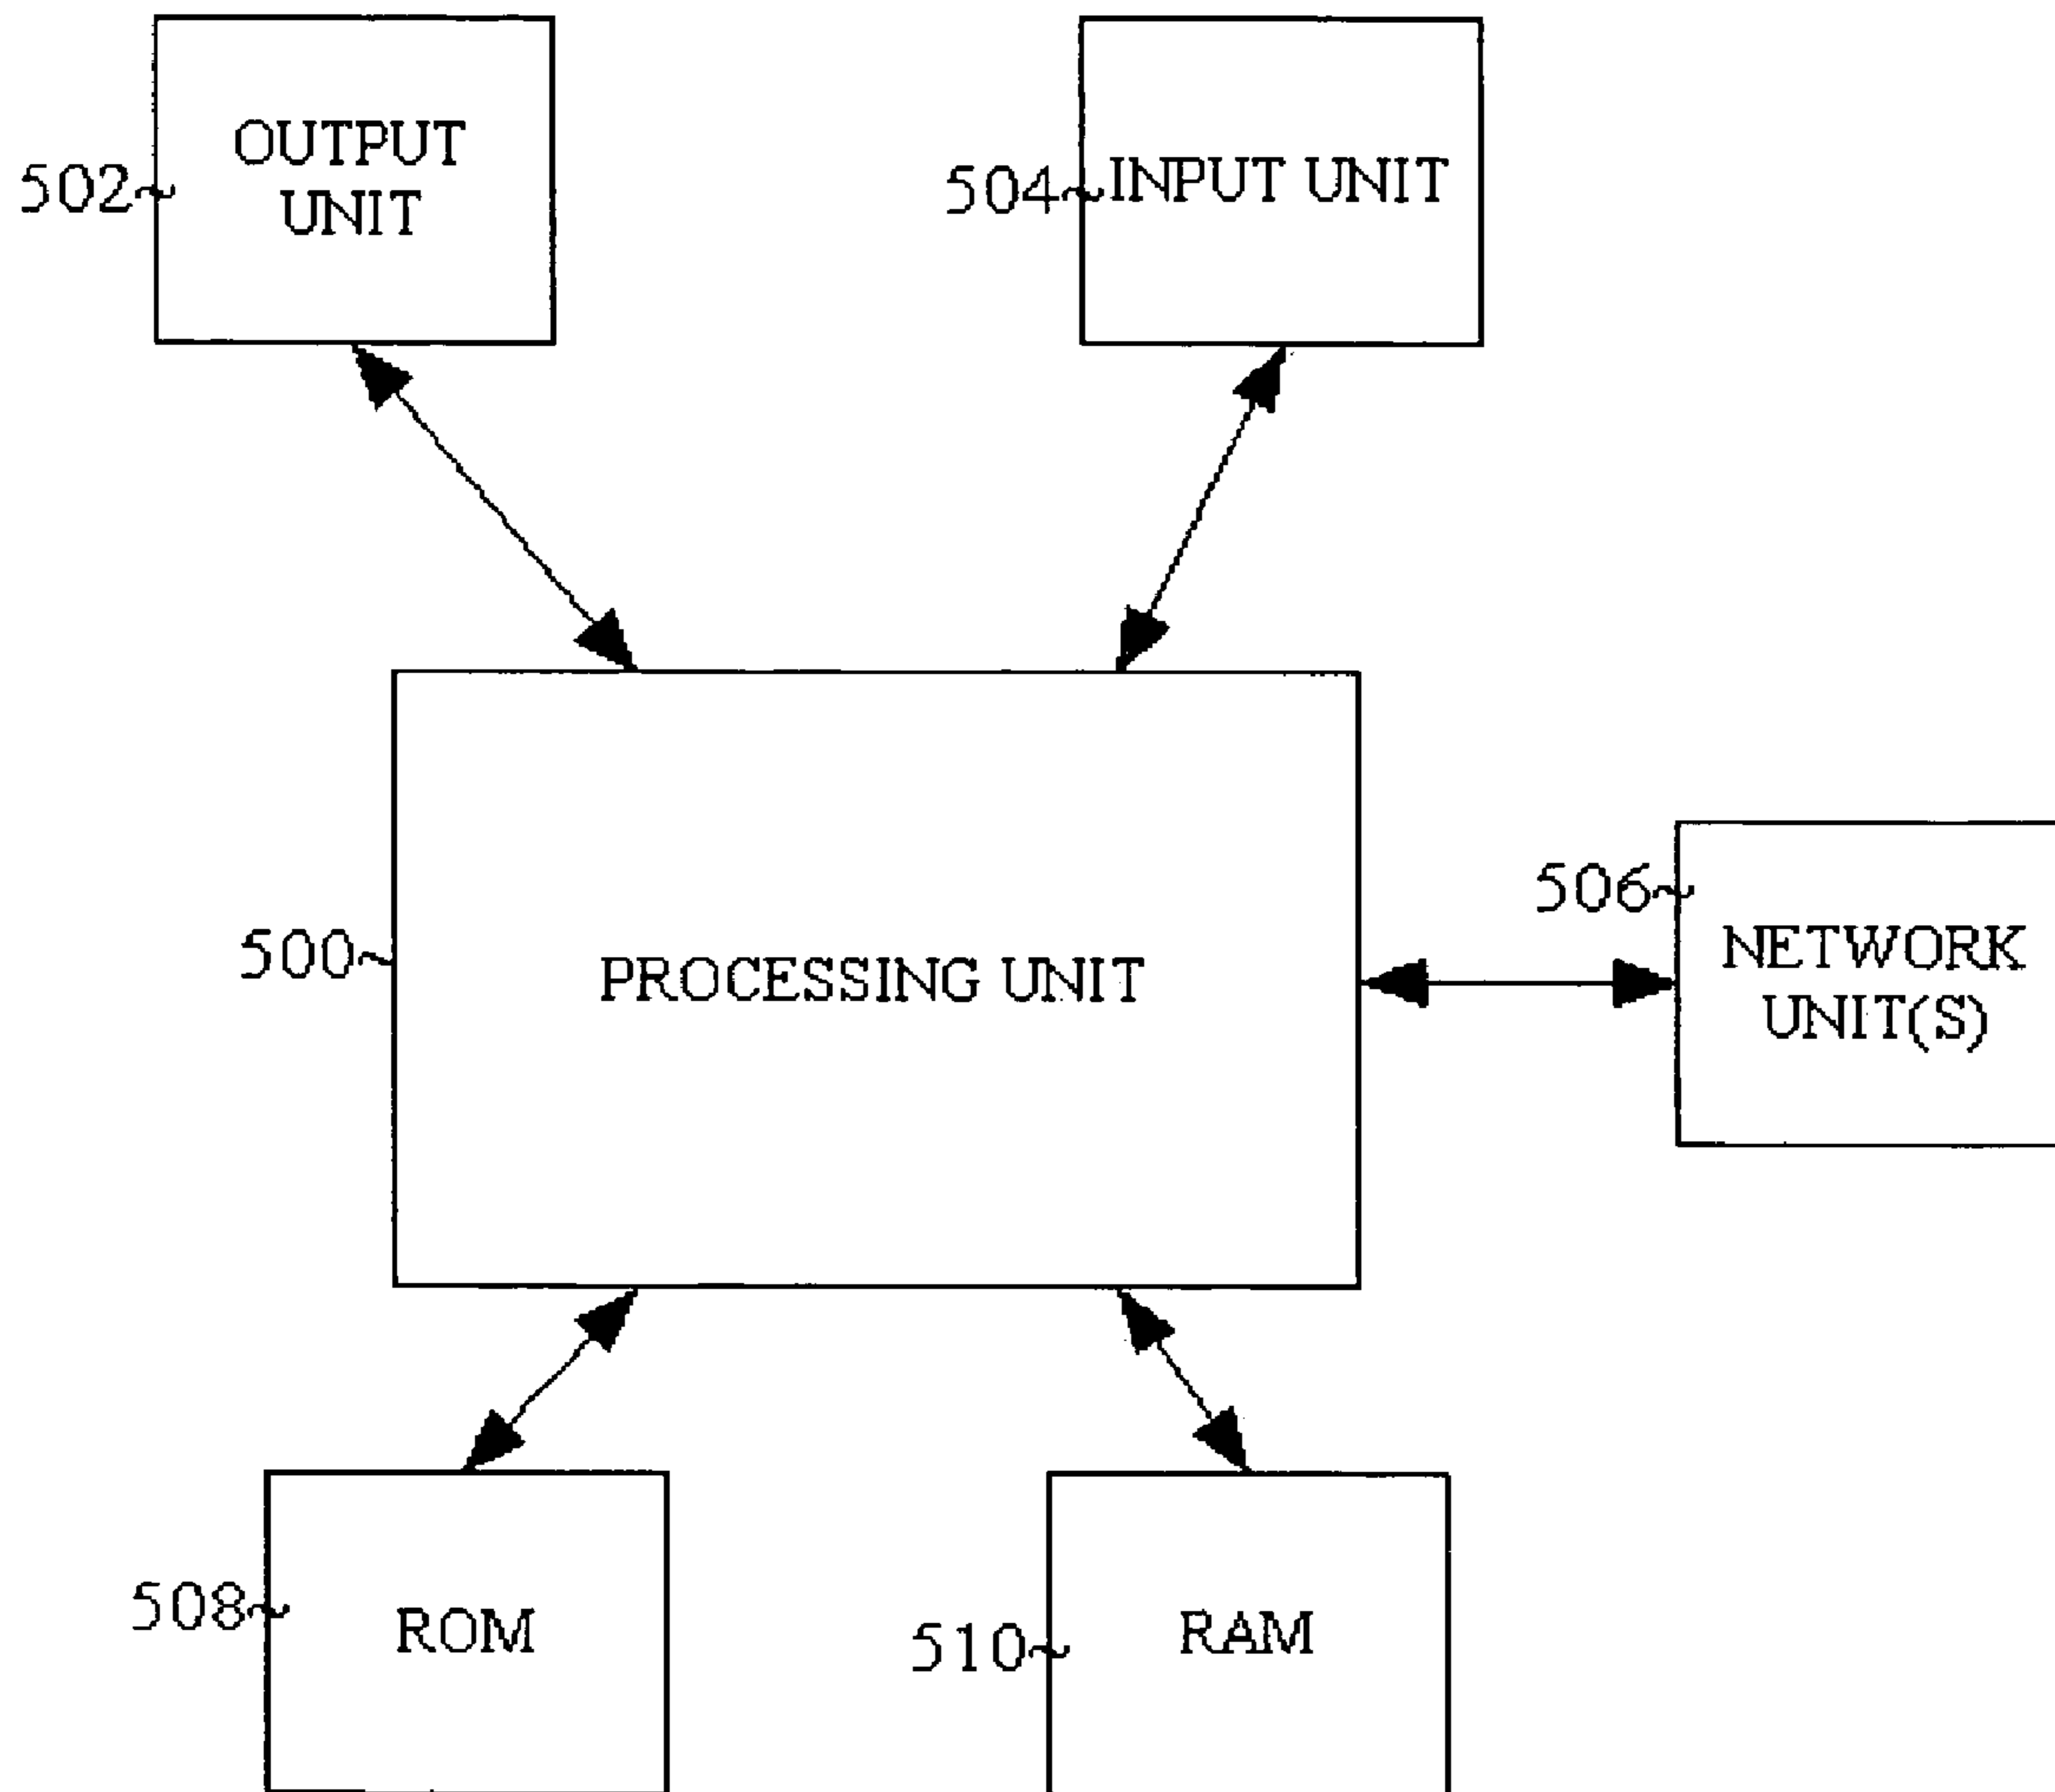 OUTPUT
UNIT
502~
INPUT UNIT
504~
PROCESSING UNIT
500~
506~
NETWORK
UNIT(S)
508~
ROM
510~
RAM